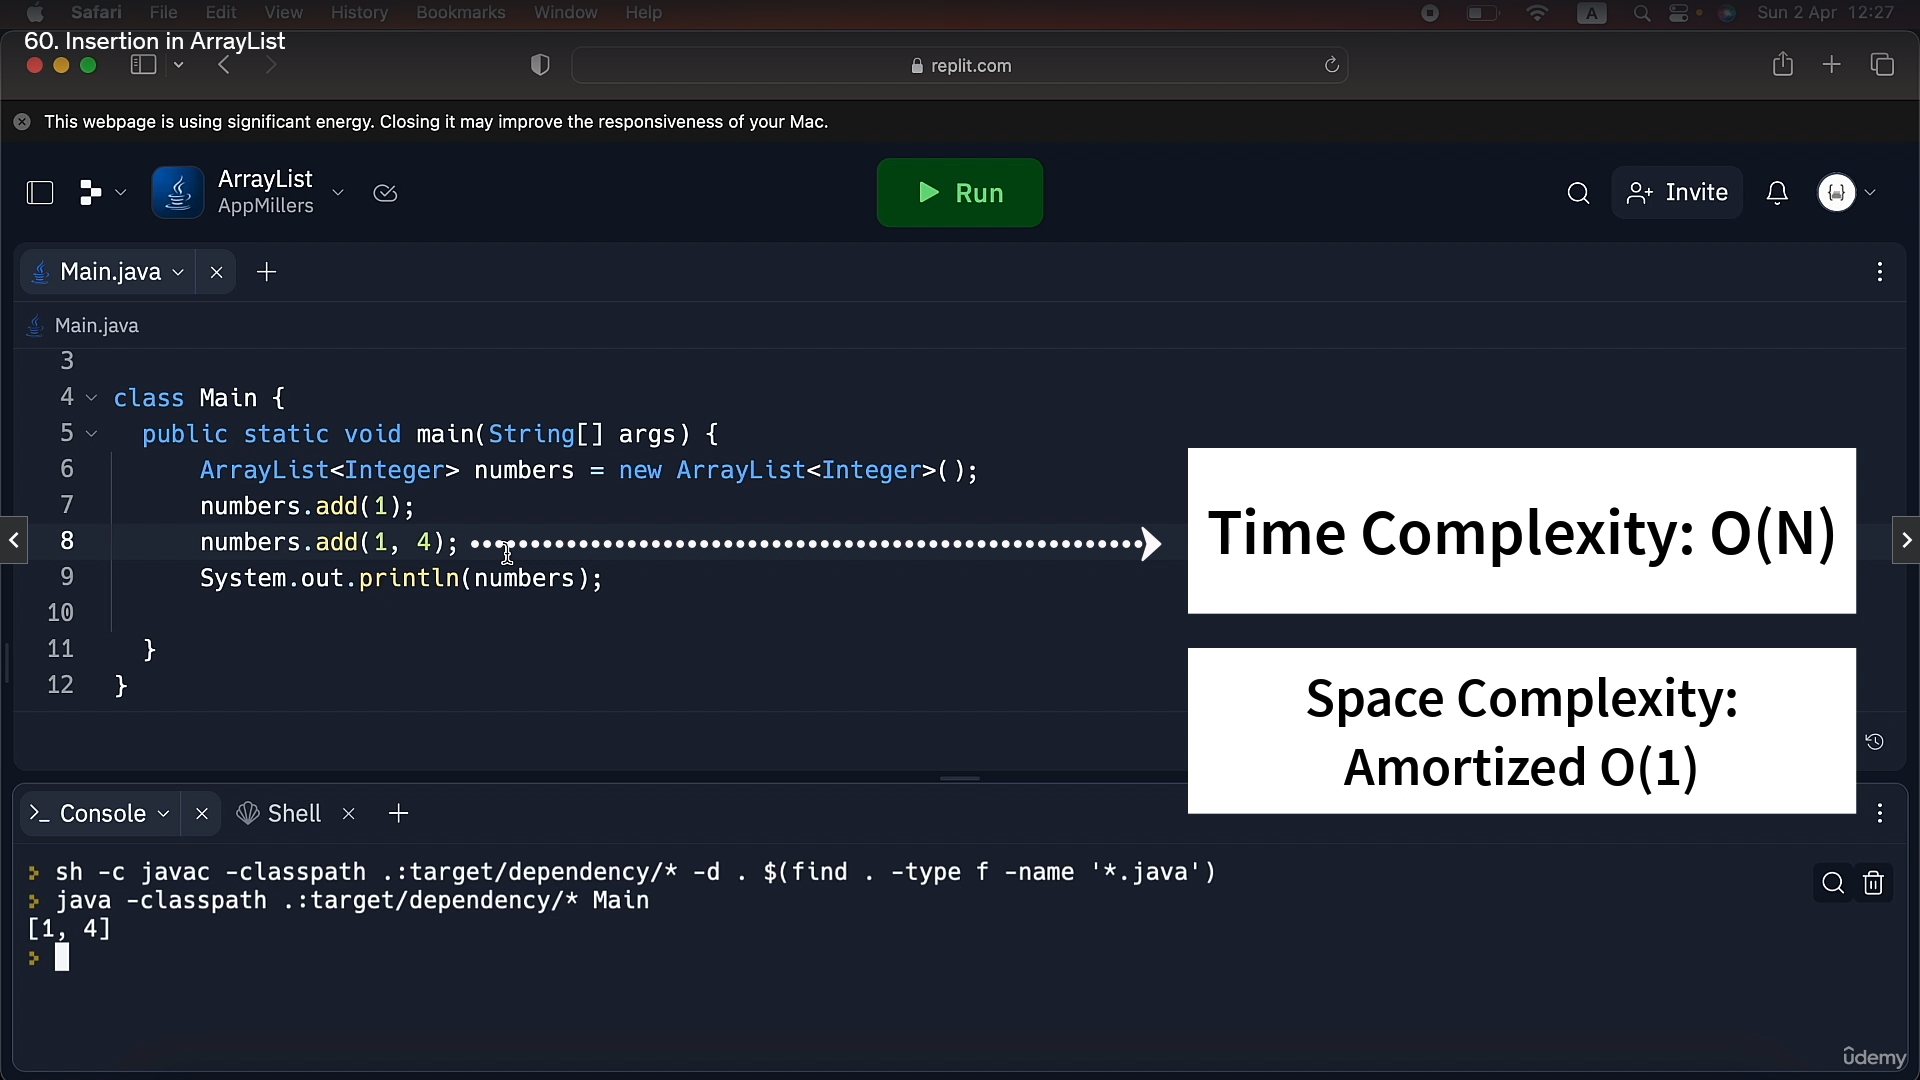 Safari File Edit View History Bookmarks Window Help A Sun 2 Apr 12:27
60. Insertion in ArrayList
replit.com
This webpage is using significant energy. Closing it may improve the responsiveness of your Mac.
ArrayList
AppMillers
Run
Invite
Main.java
Main.java
3
4 class Main {
5 public static void main(String[] args) {
6 ArrayList<Integer> numbers = new ArrayList<Integer>();
7 numbers.add(1);
8 numbers.add(1, 4);
9 System.out.println(numbers);
10
11 }
12 }
Time Complexity: O(N)
Space Complexity:
Amortized O(1)
>_ Console Shell
sh -c javac -classpath .:target/dependency/* -d . $(find . -type f -name '*.java')
java -classpath .:target/dependency/* Main
[1, 4]
ûdemy